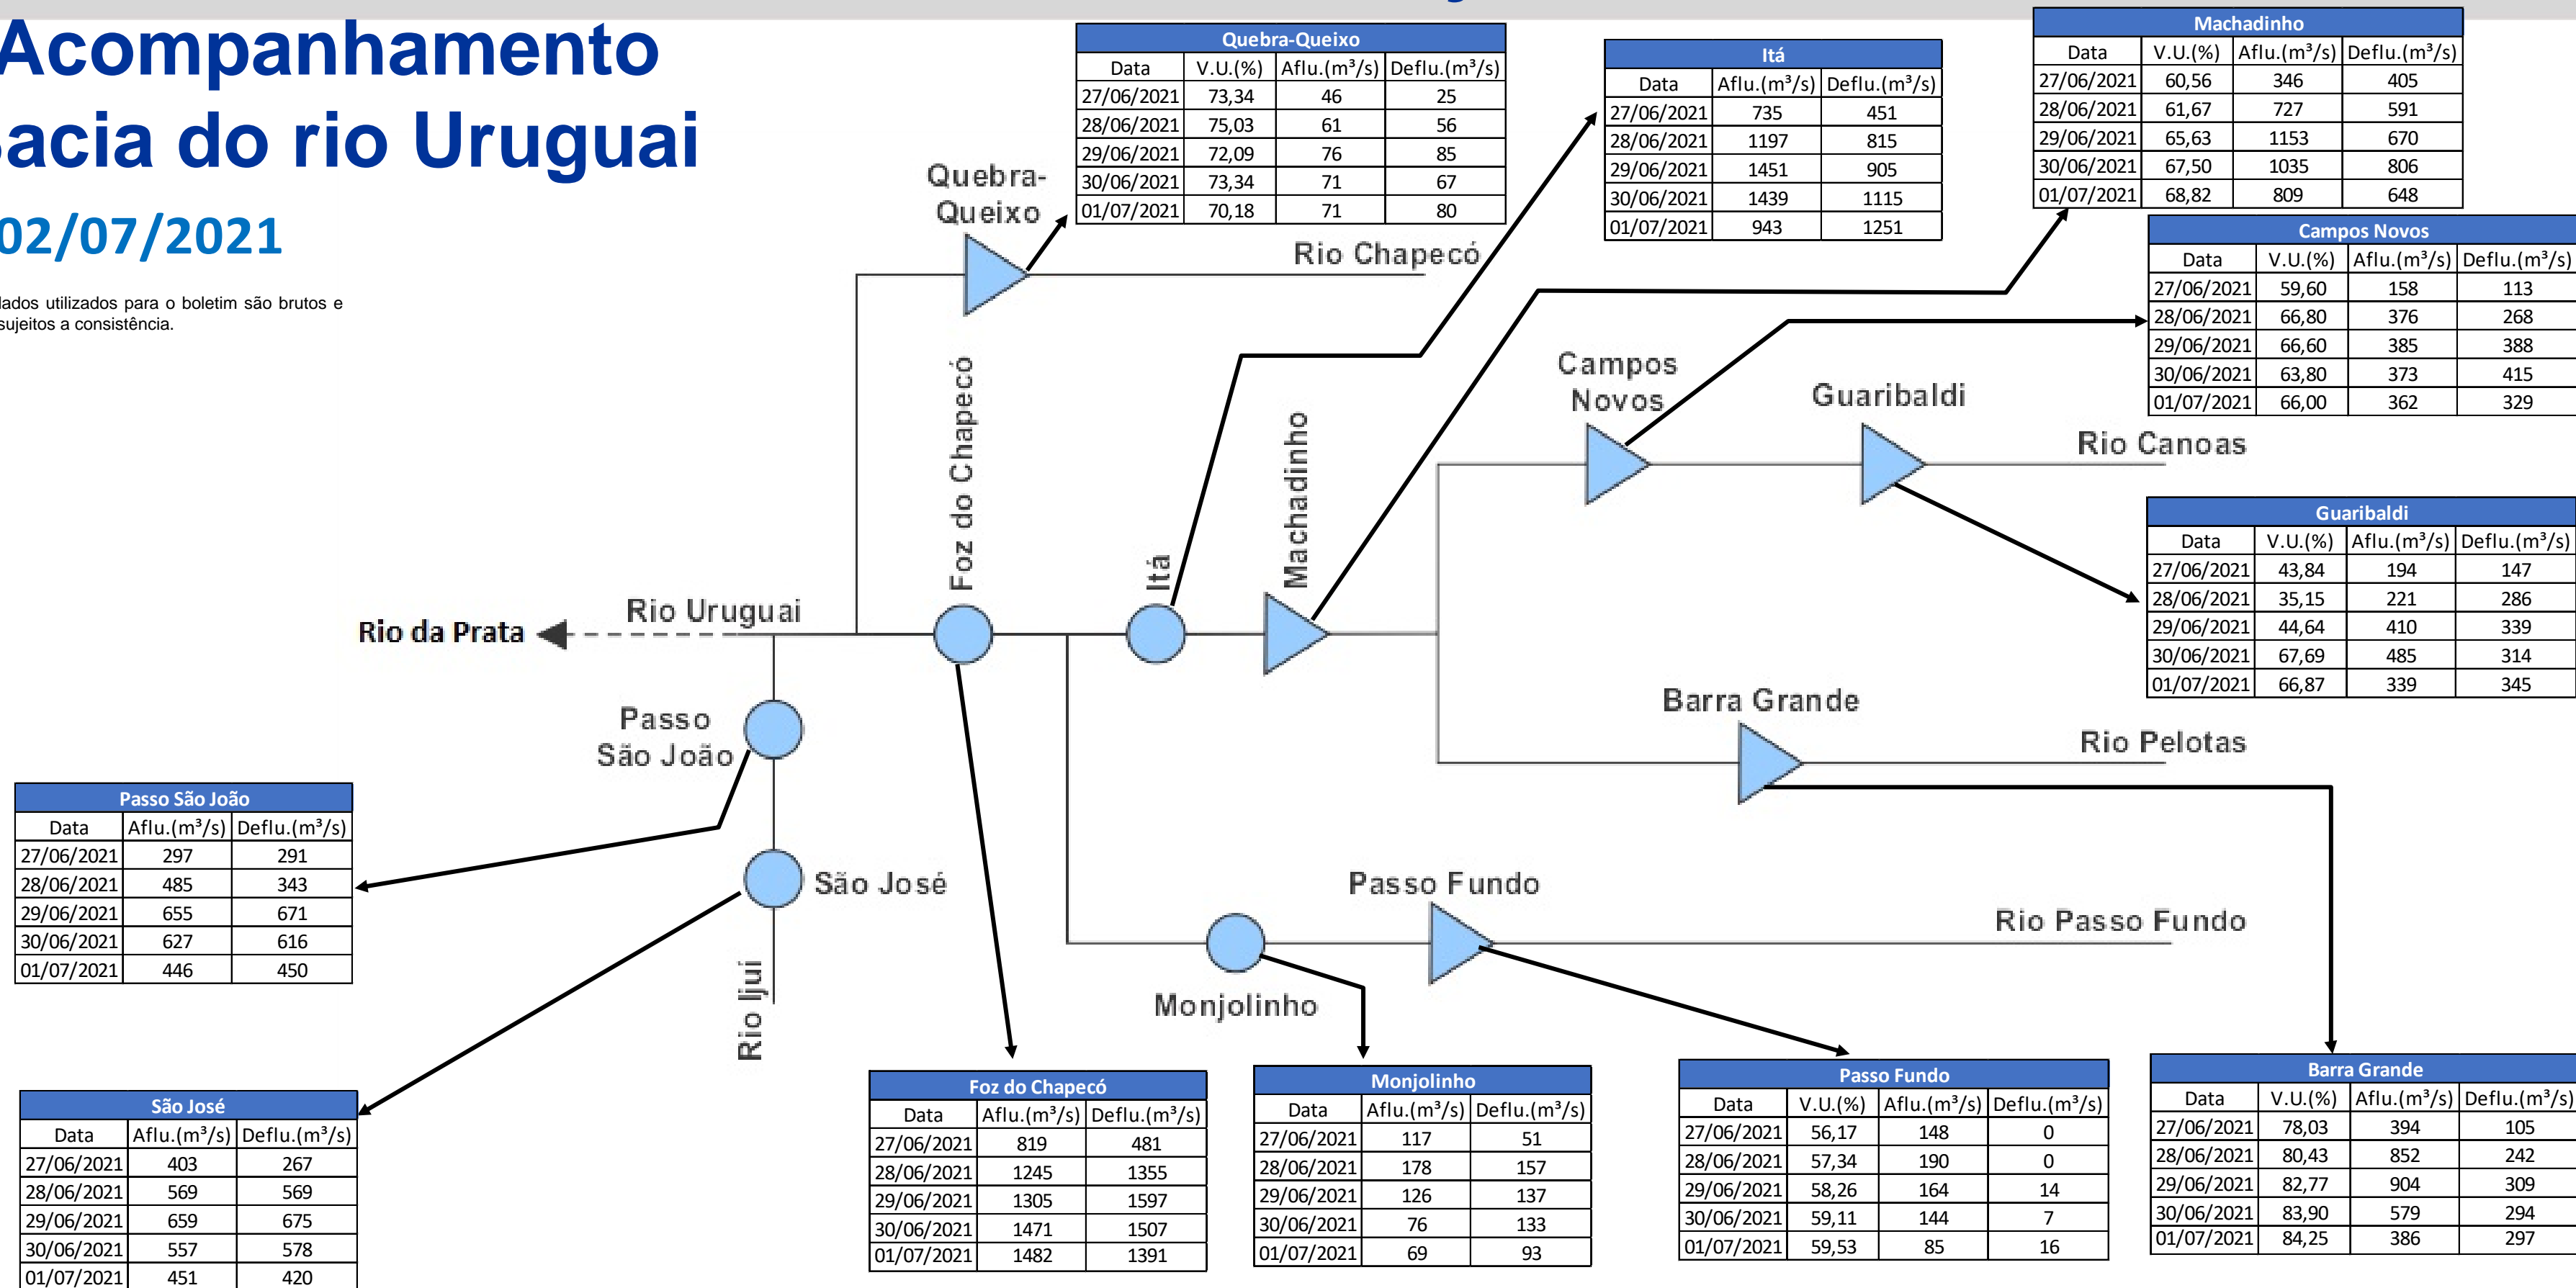 Acompanhamento
acia do rio Uruguai
02/07/2021
dados utilizados para o boletim são brutos e
sujeitos a consistência.
Quebra-Queixo
Data V.U.(%) Aflu.(m³/s) Deflu.(m³/s)
27/06/2021 73,34 46 25
28/06/2021 75,03 61 56
29/06/2021 72,09 76 85
30/06/2021 73,34 71 67
01/07/2021 70,18 71 80
Itá
Data Aflu.(m³/s) Deflu.(m³/s)
27/06/2021 735 451
28/06/2021 1197 815
29/06/2021 1451 905
30/06/2021 1439 1115
01/07/2021 943 1251
Machadinho
Data V.U.(%) Aflu.(m³/s) Deflu.(m³/s)
27/06/2021 60,56 346 405
28/06/2021 61,67 727 591
29/06/2021 65,63 1153 670
30/06/2021 67,50 1035 806
01/07/2021 68,82 809 648
Campos Novos
Data V.U.(%) Aflu.(m³/s) Deflu.(m³/s)
27/06/2021 59,60 158 113
28/06/2021 66,80 376 268
29/06/2021 66,60 385 388
30/06/2021 63,80 373 415
01/07/2021 66,00 362 329
Quebra-
Queixo
Rio Chapecó
Foz do Chapecó
Itá
Machadinho
Campos
Novos
Guaribaldi
Rio Canoas
Guaribaldi
Data V.U.(%) Aflu.(m³/s) Deflu.(m³/s)
27/06/2021 43,84 194 147
28/06/2021 35,15 221 286
29/06/2021 44,64 410 339
30/06/2021 67,69 485 314
01/07/2021 66,87 339 345
Rio da Prata
Rio Uruguai
Barra Grande
Rio Pelotas
Passo
São João
São José
Rio Ijuí
Passo Fundo
Rio Passo Fundo
Monjolinho
Passo São João
Data Aflu.(m³/s) Deflu.(m³/s)
27/06/2021 297 291
28/06/2021 485 343
29/06/2021 655 671
30/06/2021 627 616
01/07/2021 446 450
São José
Data Aflu.(m³/s) Deflu.(m³/s)
27/06/2021 403 267
28/06/2021 569 569
29/06/2021 659 675
30/06/2021 557 578
01/07/2021 451 420
Foz do Chapecó
Data Aflu.(m³/s) Deflu.(m³/s)
27/06/2021 819 481
28/06/2021 1245 1355
29/06/2021 1305 1597
30/06/2021 1471 1507
01/07/2021 1482 1391
Monjolinho
Data Aflu.(m³/s) Deflu.(m³/s)
27/06/2021 117 51
28/06/2021 178 157
29/06/2021 126 137
30/06/2021 76 133
01/07/2021 69 93
Passo Fundo
Data V.U.(%) Aflu.(m³/s) Deflu.(m³/s)
27/06/2021 56,17 148 0
28/06/2021 57,34 190 0
29/06/2021 58,26 164 14
30/06/2021 59,11 144 7
01/07/2021 59,53 85 16
Barra Grande
Data V.U.(%) Aflu.(m³/s) Deflu.(m³/s)
27/06/2021 78,03 394 105
28/06/2021 80,43 852 242
29/06/2021 82,77 904 309
30/06/2021 83,90 579 294
01/07/2021 84,25 386 297